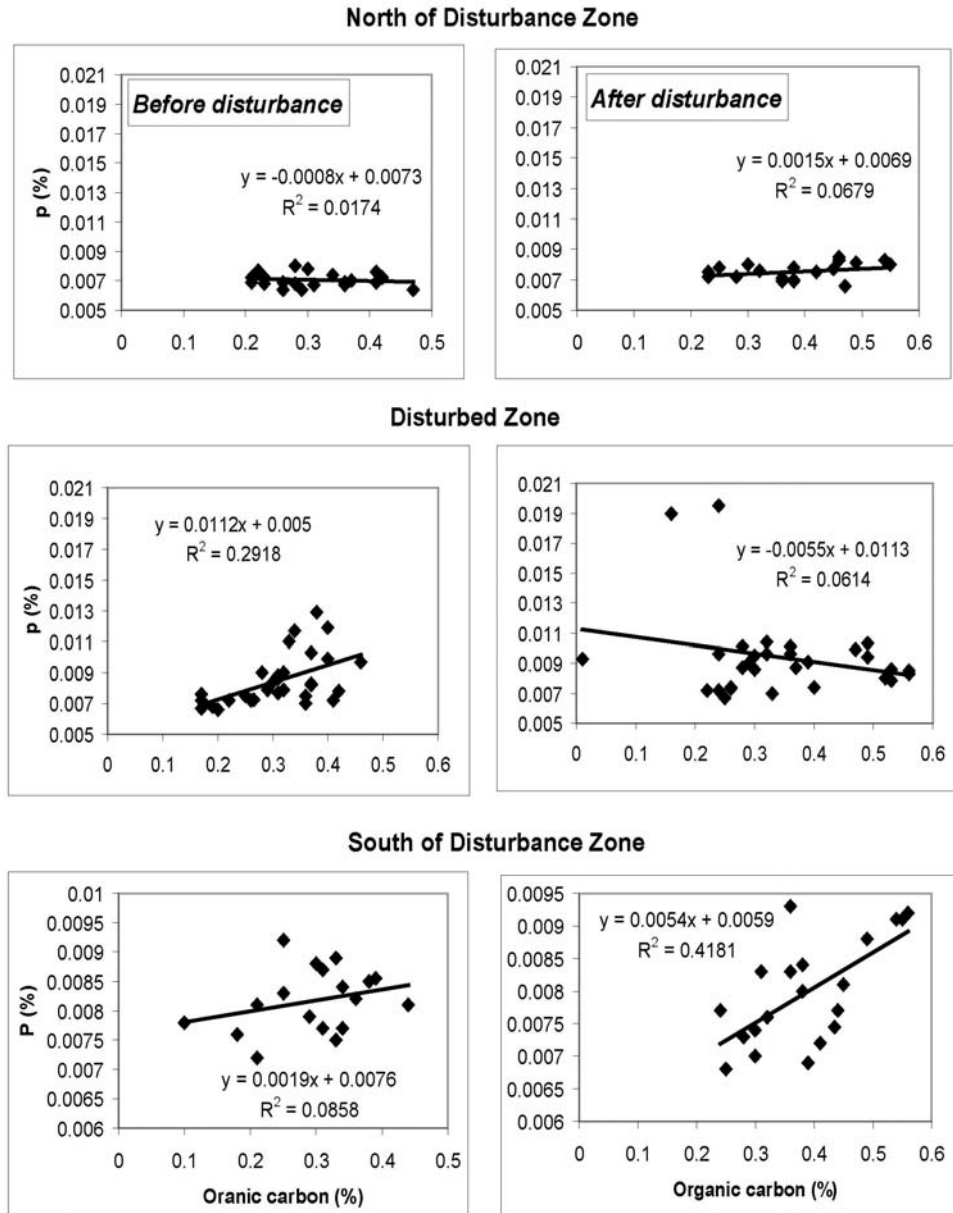 North of Disturbance Zone
Before disturbance
y = -0.0008x + 0.0073
R² = 0.0174
p (%)
0.021
0.019
0.017
0.015
0.013
0.011
0.009
0.007
0.005
0 0.1 0.2 0.3 0.4 0.5
After disturbance
y = 0.0015x + 0.0069
R² = 0.0679
0.021
0.019
0.017
0.015
0.013
0.011
0.009
0.007
0.005
0 0.1 0.2 0.3 0.4 0.5 0.6
Disturbed Zone
y = 0.0112x + 0.005
R² = 0.2918
p (%)
0.021
0.019
0.017
0.015
0.013
0.011
0.009
0.007
0.005
0 0.1 0.2 0.3 0.4 0.5 0.6
y = -0.0055x + 0.0113
R² = 0.0614
0.021
0.019
0.017
0.015
0.013
0.011
0.009
0.007
0.005
0 0.1 0.2 0.3 0.4 0.5 0.6
South of Disturbance Zone
P (%)
0.01
0.0095
0.009
0.0085
0.008
0.0075
0.007
0.0065
0.006
y = 0.0019x + 0.0076
R² = 0.0858
0 0.1 0.2 0.3 0.4 0.5
Oranic carbon (%)
0.0095
0.009
0.0085
0.008
0.0075
0.007
0.0065
0.006
y = 0.0054x + 0.0059
R² = 0.4181
0 0.1 0.2 0.3 0.4 0.5 0.6
Organic carbon (%)